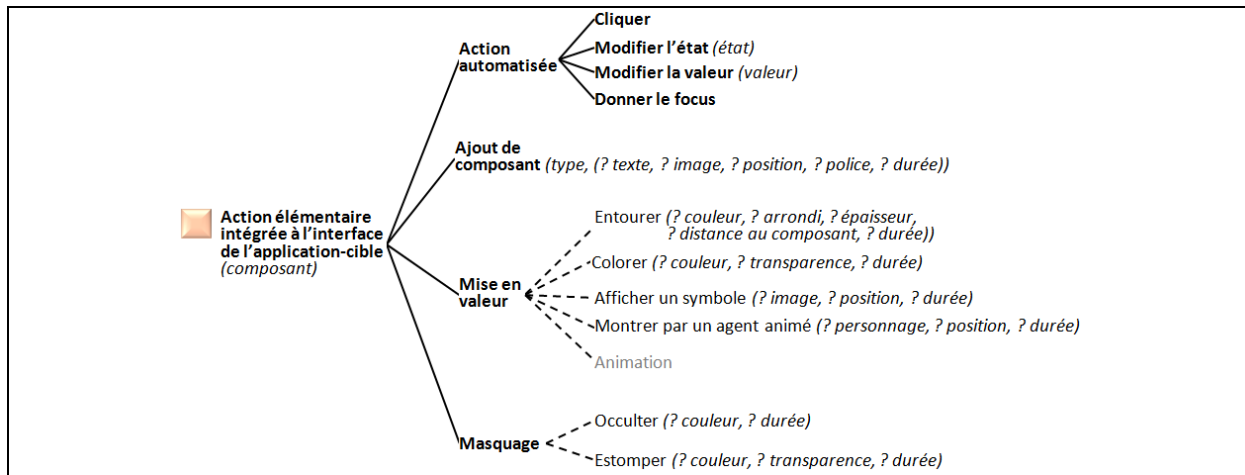 Action élémentaire
intégrée à l'interface
de l'application-cible
(composant)
Action
automatisée
Cliquer
Modifier l'état (état)
Modifier la valeur (valeur)
Donner le focus
Ajout de
composant (type, (? texte, ? image, ? position, ? police, ? durée))
Mise en
valeur
Entourer (? couleur, ? arrondi, ? épaisseur,
? distance au composant, ? durée))
Colorer (? couleur, ? transparence, ? durée)
Afficher un symbole (? image, ? position, ? durée)
Montrer par un agent animé (? personnage, ? position, ? durée)
Animation
Masquage
Occulter (? couleur, ? durée)
Estomper (? couleur, ? transparence, ? durée)